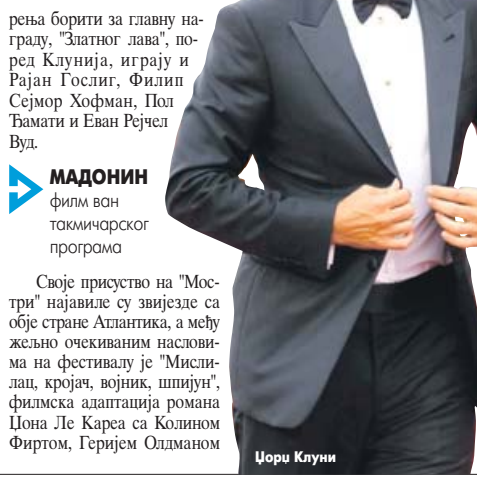 рења борити за главну на-
граду, "Златног лава", по-
ред Клунија, играју и
Рајан Гослиг, Филип
Сејмор Хофман, Пол
Ђамати и Еван Рејчел
Вуд.
МАДОНИН
филм ван
такмичарског
програма
Своје присуство на "Мос-
три" најавиле су звијезде са
обје стране Атлантика, а међу
жељно очекиваним наслови-
ма на фестивалу је "Мисли-
лац, кројач, војник, шпијун",
филмска адаптација романа
Џона Ле Кареа са Колином
Фиртом, Геријем Олдманом
Џорџ Клуни